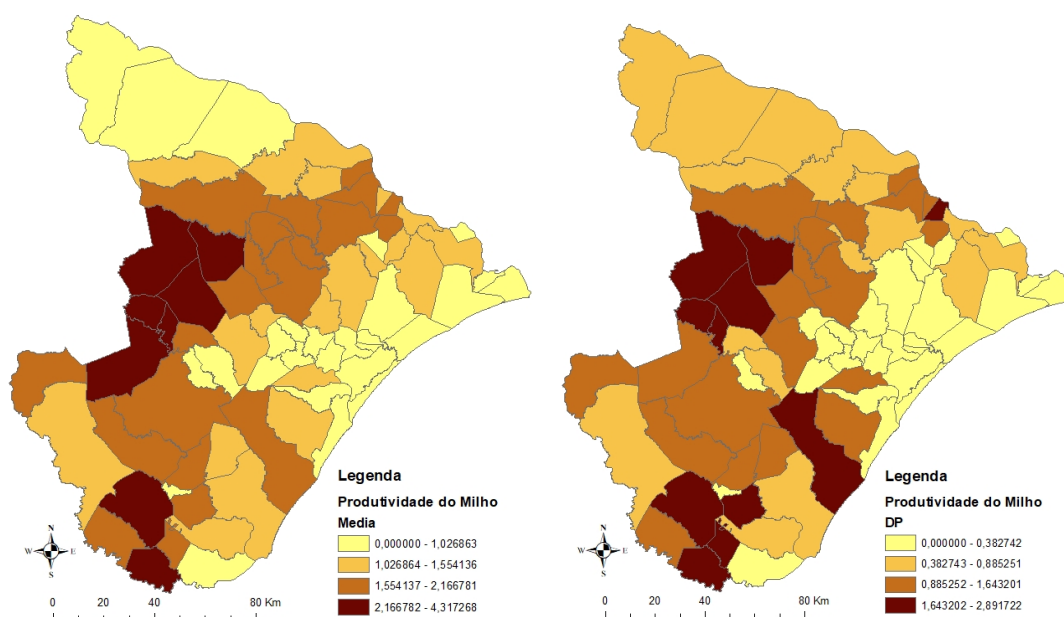 Legenda
Produtividade do Milho
Media
0,000000 - 1,026863
1,026864 - 1,554136
1,554137 - 2,166781
2,166782 - 4,317268
N
W E
S
0 20 40 80 Km
Legenda
Produtividade do Milho
DP
0,000000 - 0,382742
0,382743 - 0,885251
0,885252 - 1,643201
1,643202 - 2,891722
N
W E
S
0 20 40 80 Km